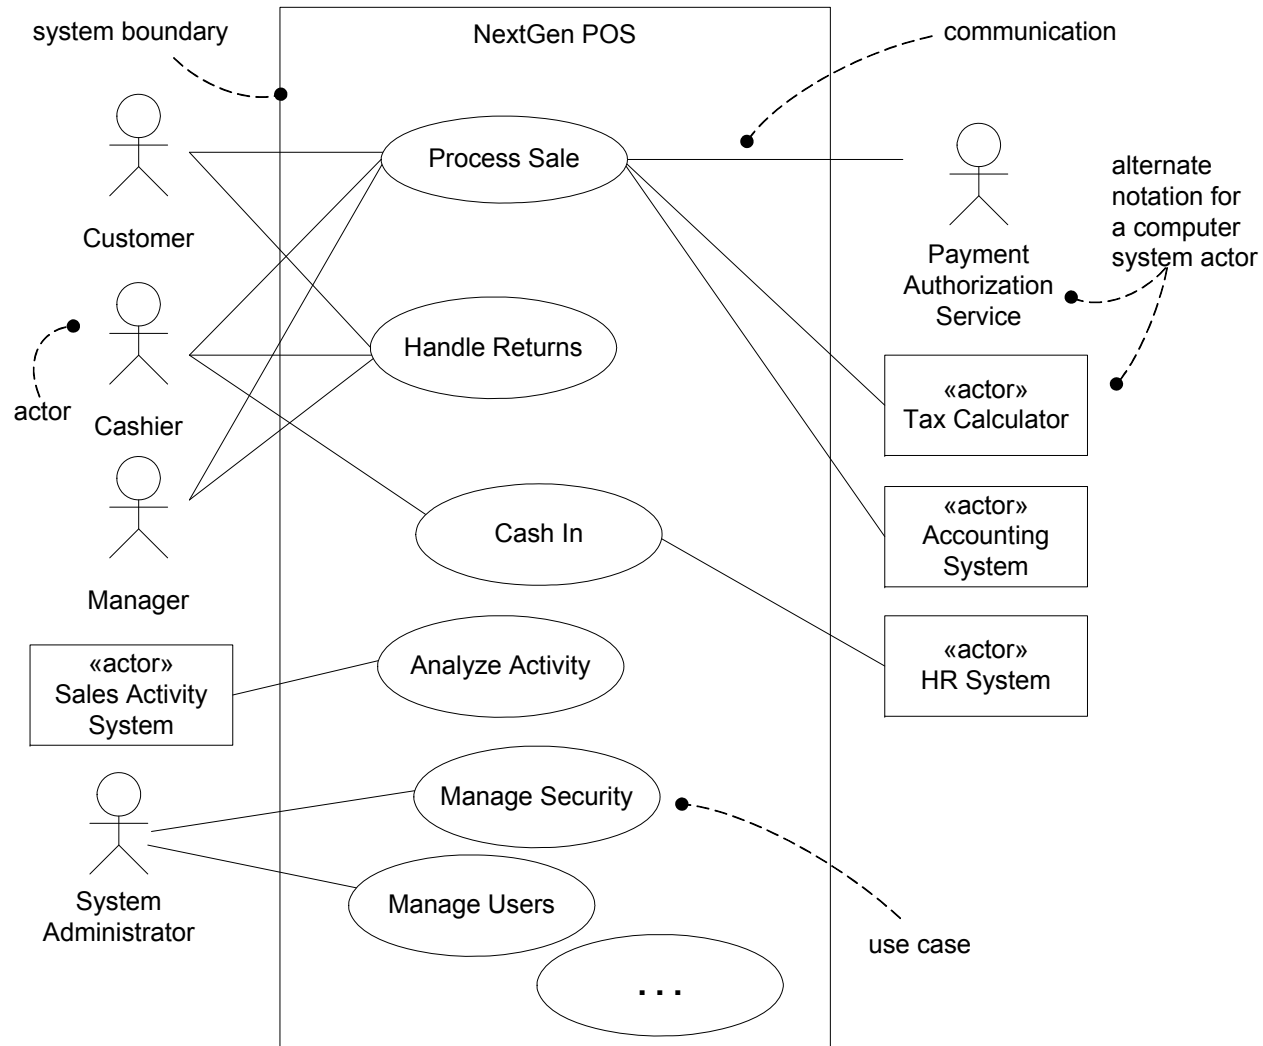 system boundary
NextGen POS
communication
Customer
Process Sale
alternate
notation for
a computer
system actor
Payment
Authorization
Service
actor
Cashier
Handle Returns
«actor»
Tax Calculator
Manager
Cash In
«actor»
Accounting
System
«actor»
Sales Activity
System
Analyze Activity
«actor»
HR System
System
Administrator
Manage Security
Manage Users
use case
. . .